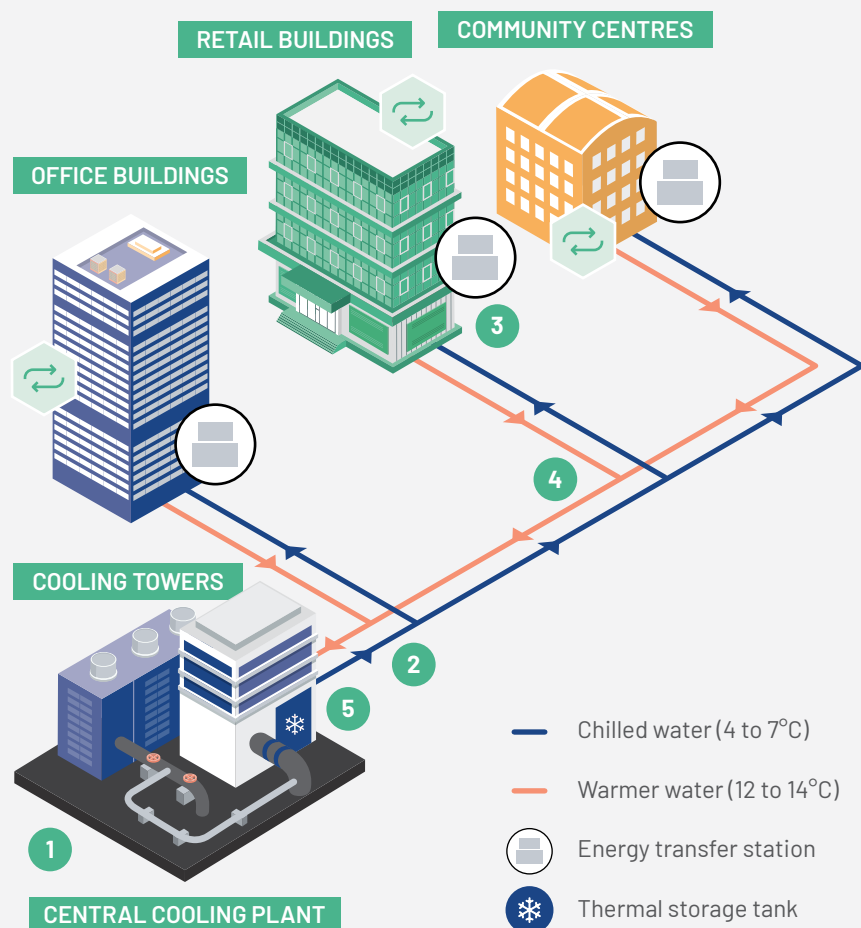 COMMUNITY CENTRES
RETAIL BUILDINGS
OFFICE BUILDINGS
3
4
COOLING TOWERS
2
5
1
CENTRAL COOLING PLANT
Chilled water (4 to 7°C)
Warmer water (12 to 14°C)
Energy transfer station
Thermal storage tank